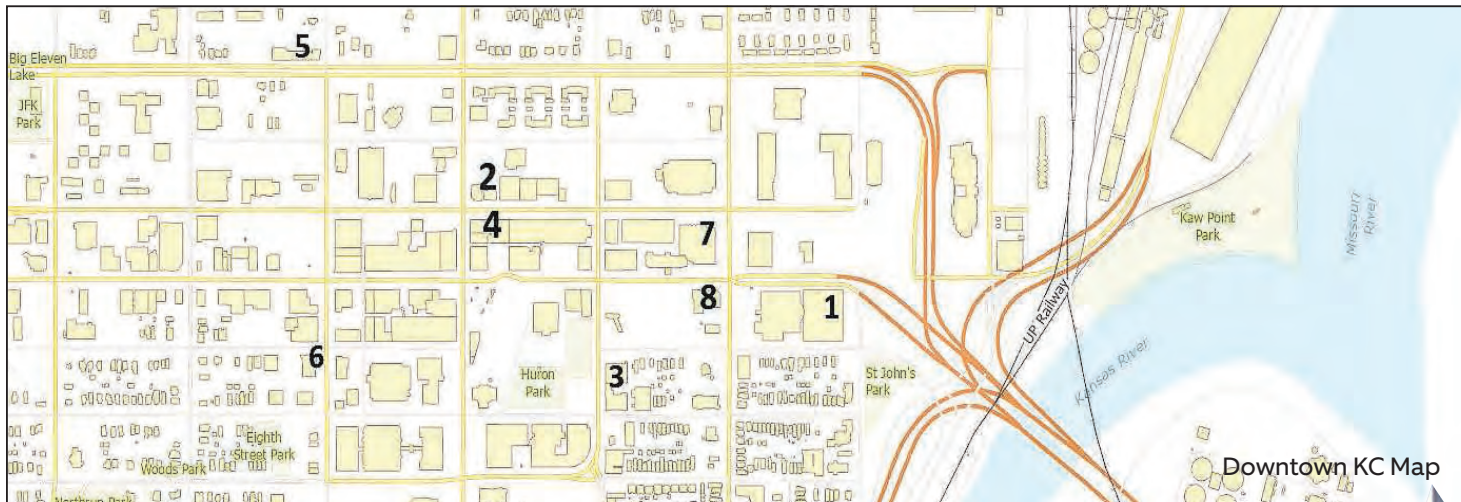 5
Big Eleven
Lake
JFK
Park
2
4
7
Kaw Point
Park
Missouri
River
8
1
UP Railway
6
3
Huron
Park
St John's
Park
Kansas River
Eighth
Street Park
Woods Park
Northrup Park
Downtown KC Map